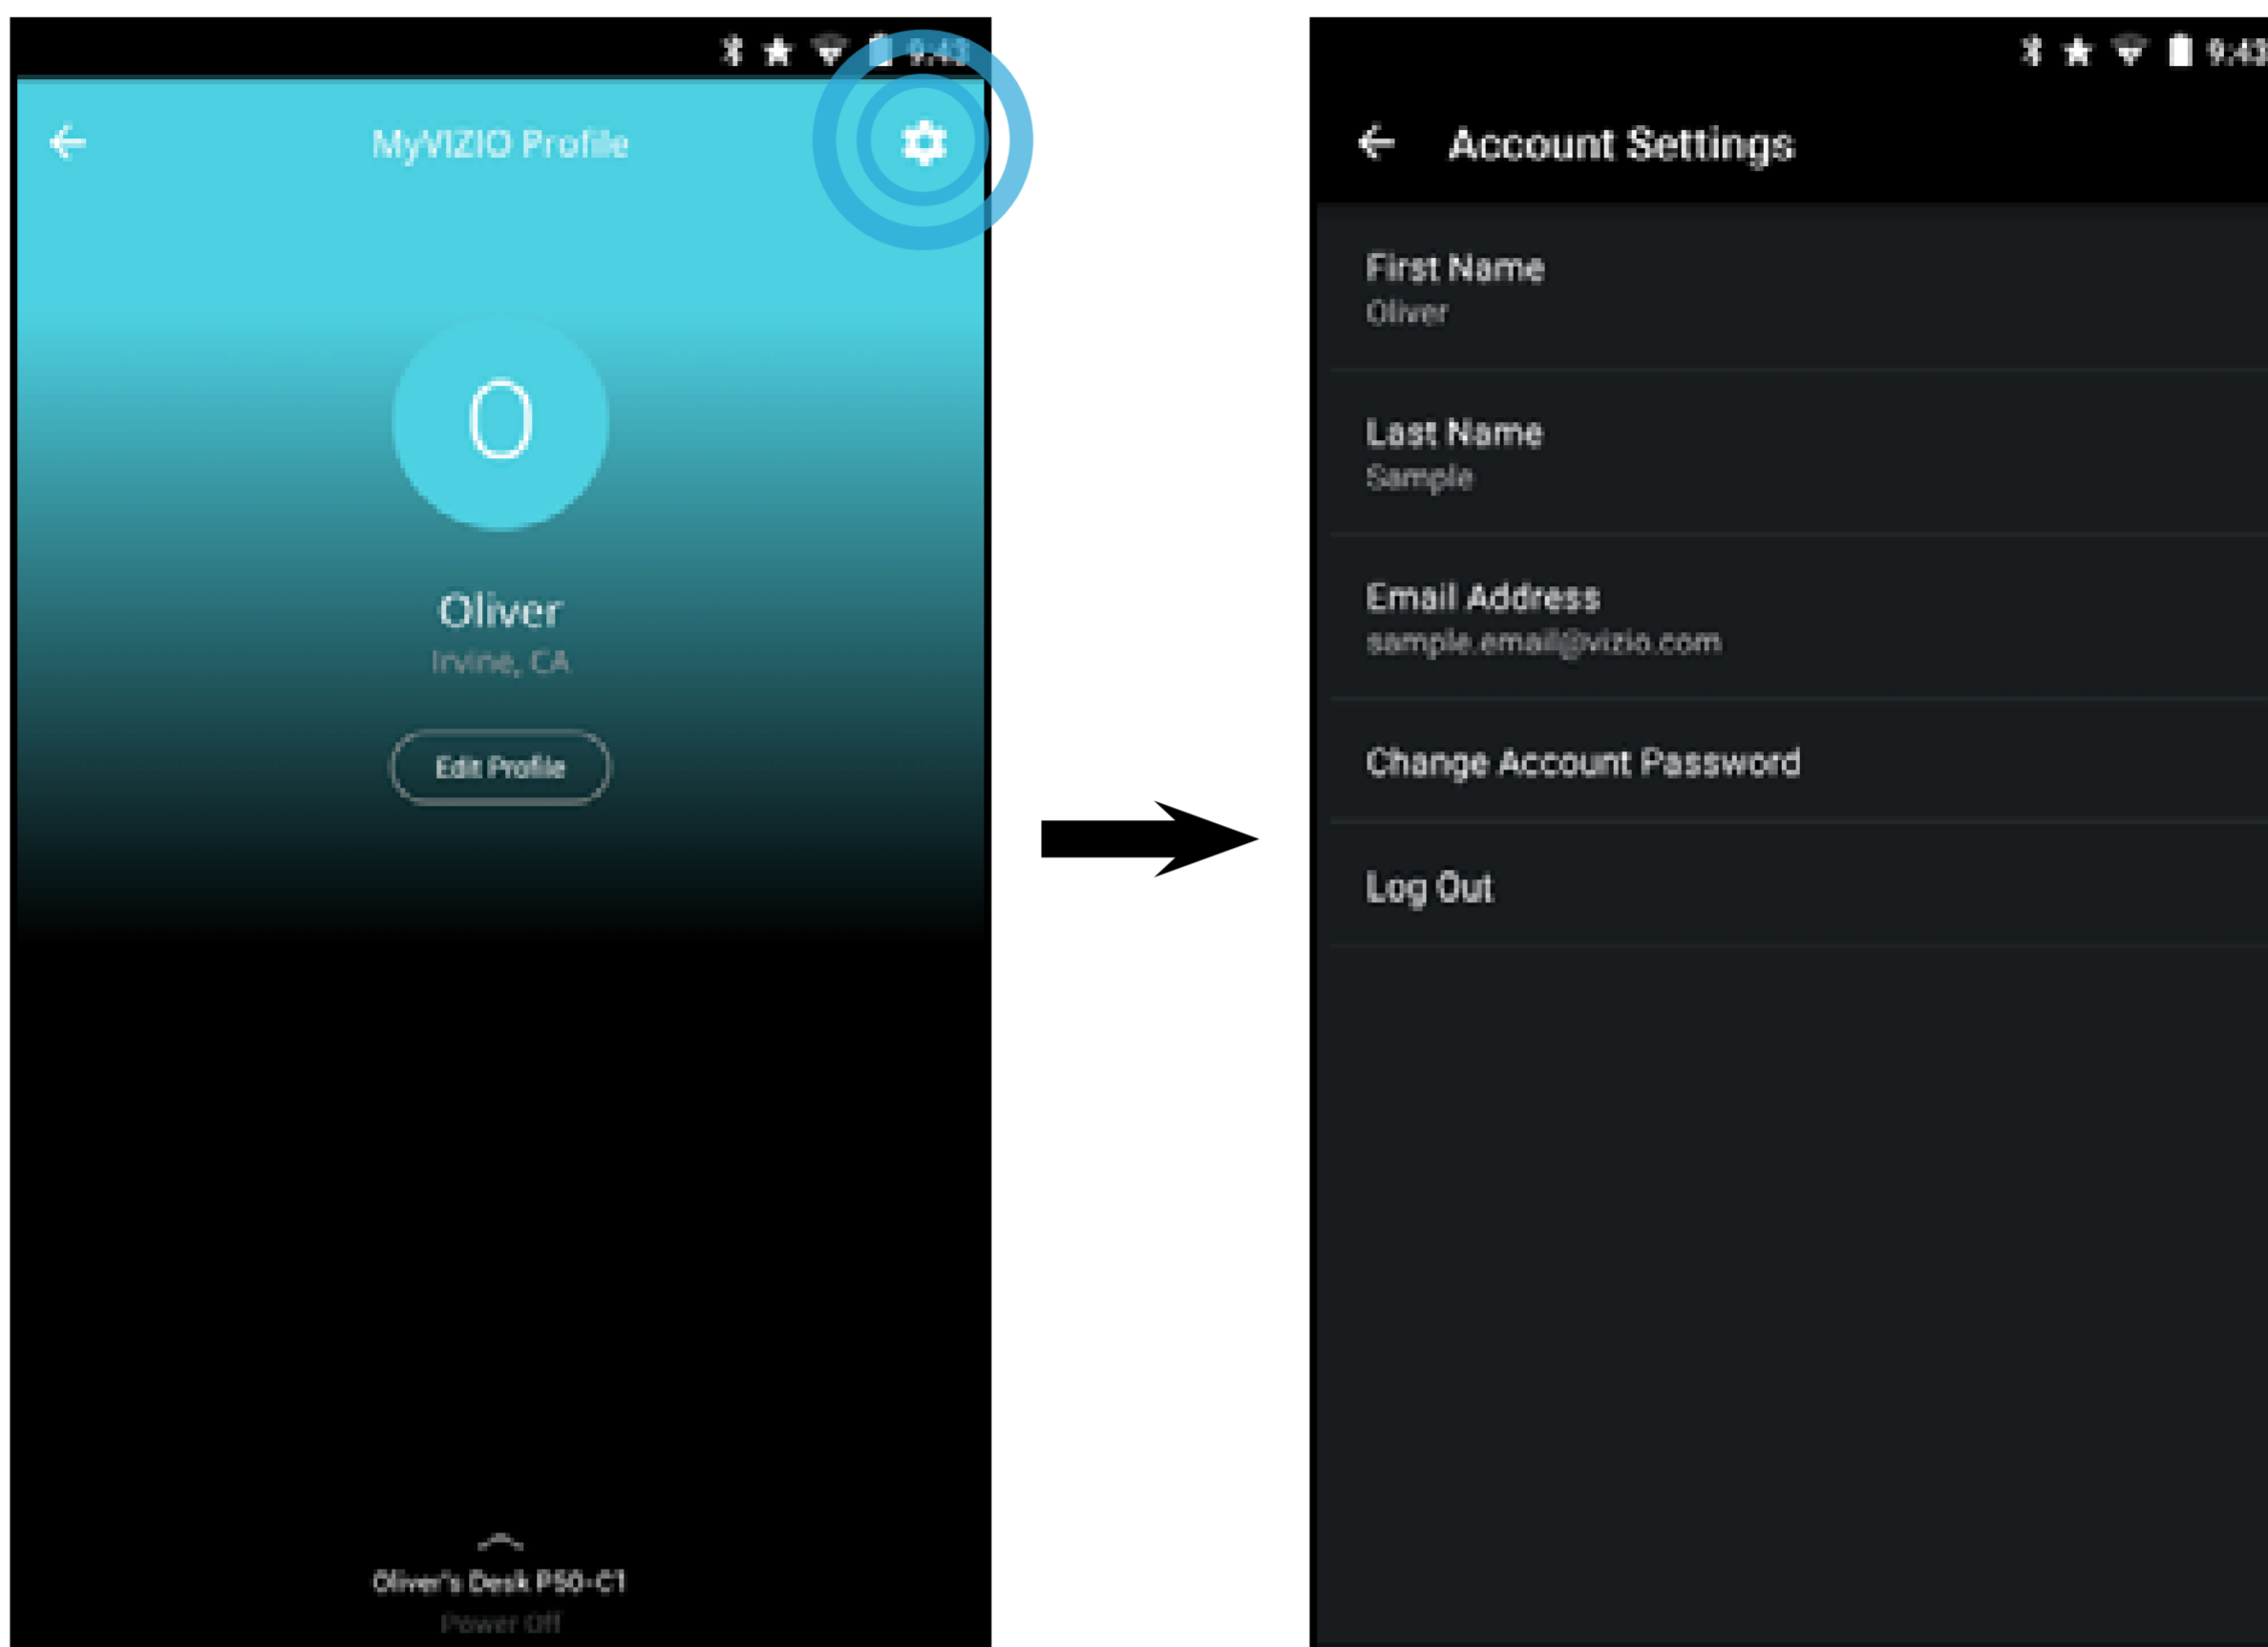 9:43
MyVIZIO Profile
O
Oliver
Irvine, CA
Edit Profile
Oliver's Desk P50-C1
Power Off
9:43
Account Settings
First Name
Oliver
Last Name
Sample
Email Address
sample.email@vizio.com
Change Account Password
Log Out